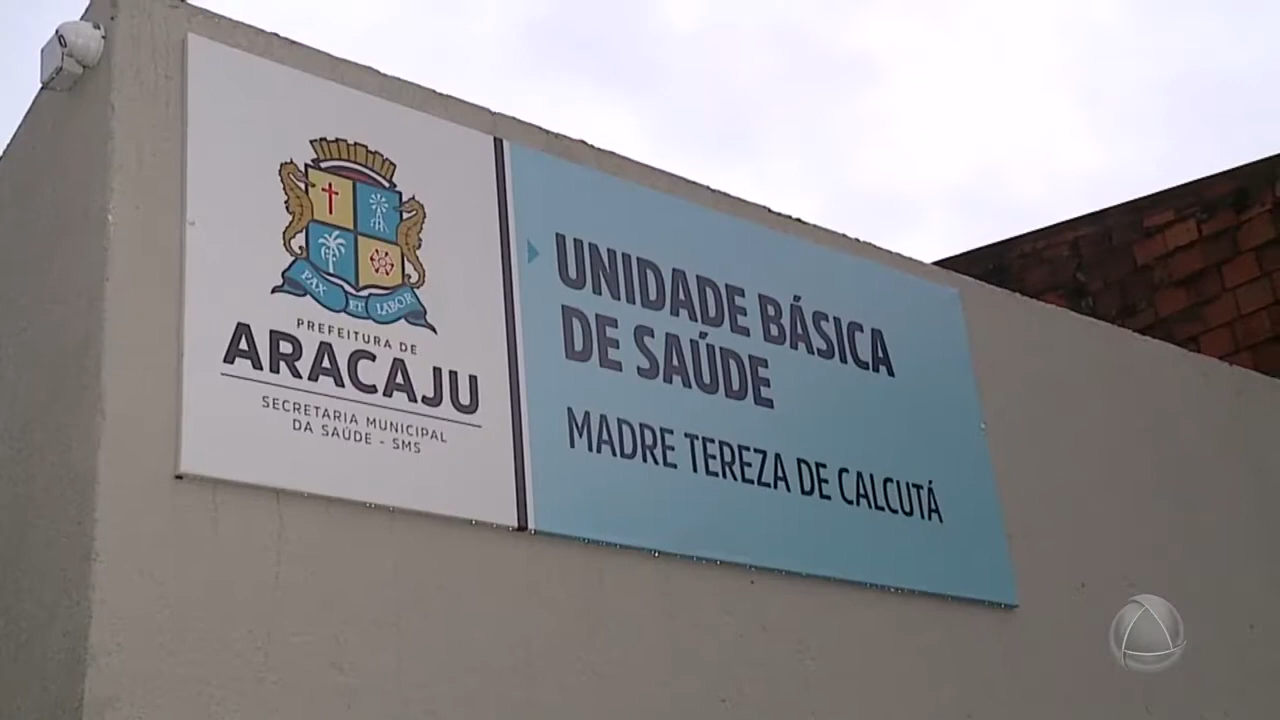 PAX ET LABOR
PREFEITURA DE
ARACAJU
SECRETARIA MUNICIPAL
DA SAÚDE - SMS
UNIDADE BÁSICA
DE SAÚDE
MADRE TEREZA DE CALCUTÁ